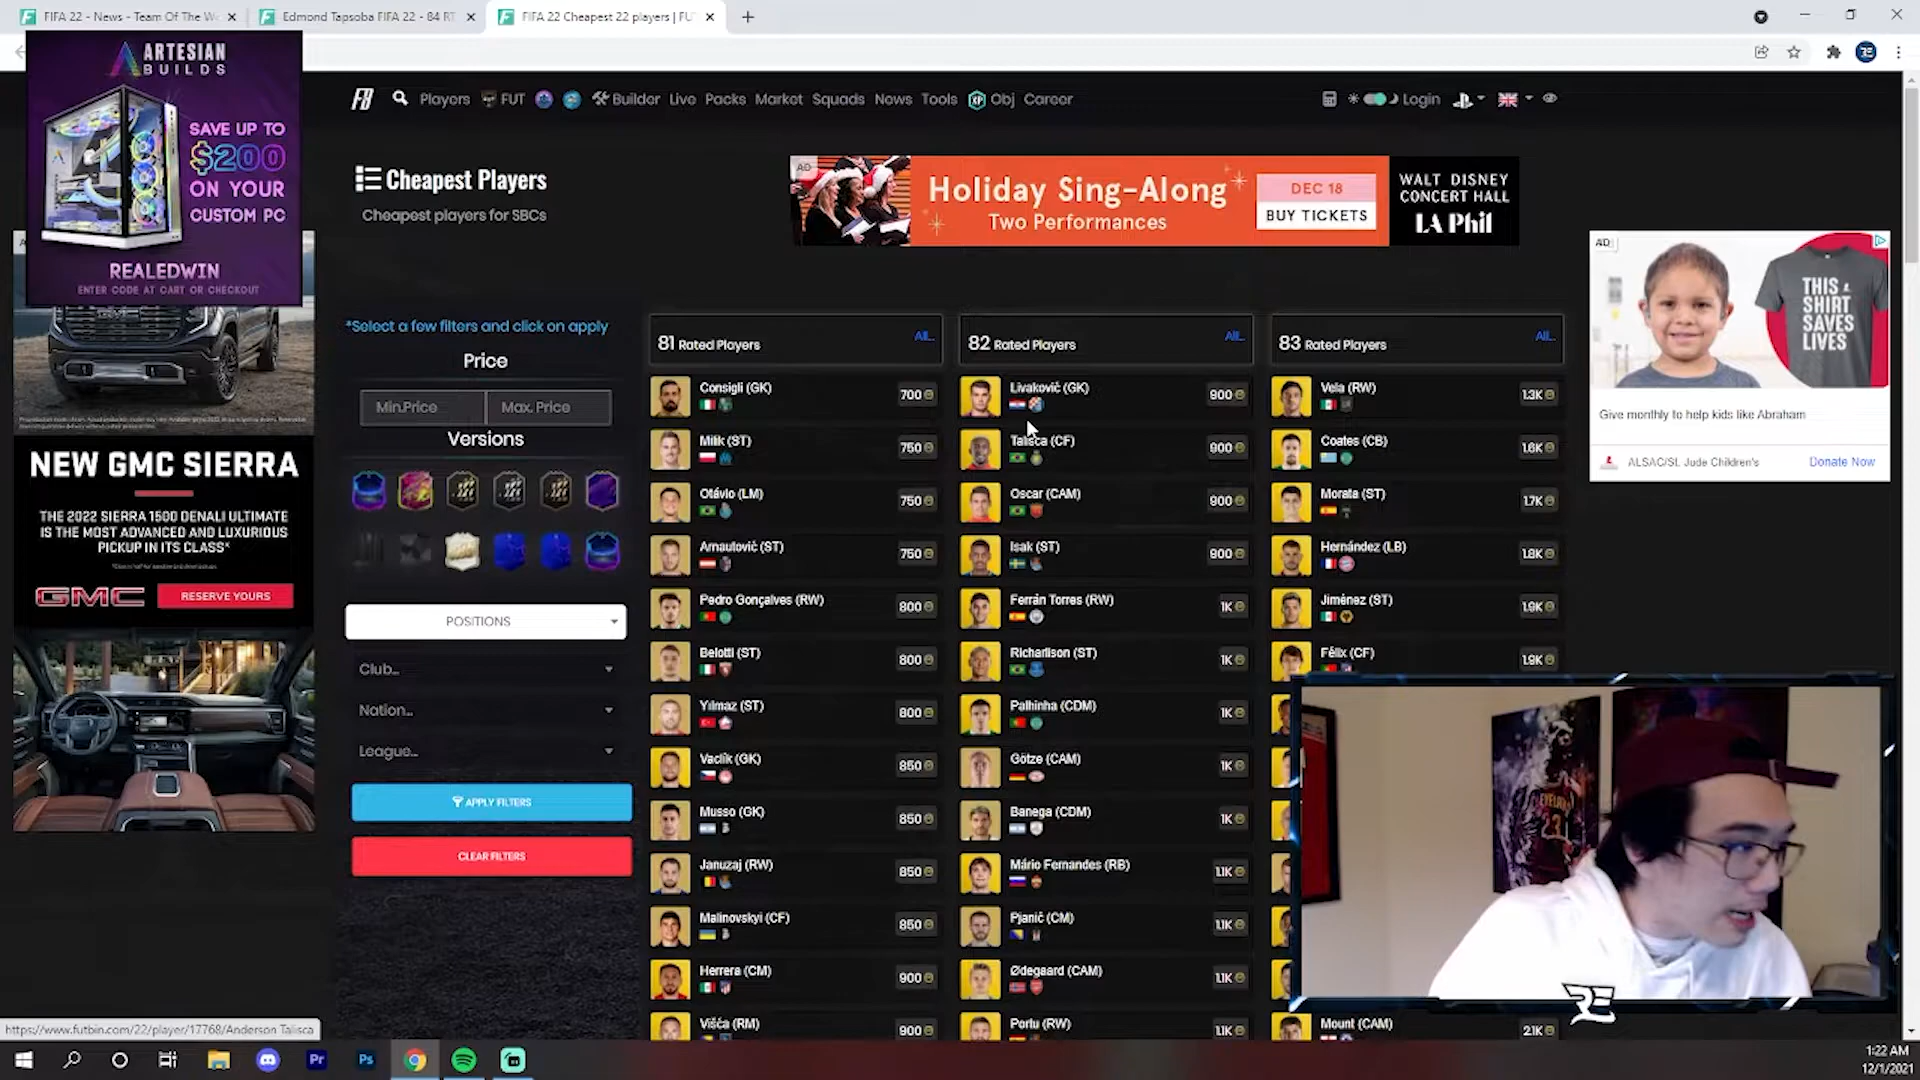 FIFA 22 - News - Team Of The We
Edmond Tapsoba FIFA 22 - 84 RT
FIFA 22 Cheapest 22 players | FU
ARTESIAN
BUILDS
SAVE UP TO
$200
ON YOUR
CUSTOM PC
REALEDWIN
ENTER CODE AT CART OR CHECKOUT
Players
FUT
Builder
Live
Packs
Market
Squads
News
Tools
XP
Obj
Career
Login
Cheapest Players
Cheapest players for SBCs
AD
Holiday Sing-Along
Two Performances
DEC 18
BUY TICKETS
WALT DISNEY
CONCERT HALL
LA Phil
AD
THIS
SHIRT
SAVES
LIVES
Give monthly to help kids like Abraham
ALSAC/St. Jude Children's
Donate Now
NEW GMC SIERRA
THE 2022 SIERRA 1500 DENALI ULTIMATE
IS THE MOST ADVANCED AND LUXURIOUS
PICKUP IN ITS CLASS*
GMC
RESERVE YOURS
*Select a few filters and click on apply
Price
Min.Price
Max. Price
Versions
POSITIONS
Club...
Nation...
League...
APPLY FILTERS
CLEAR FILTERS
81 Rated Players All..
Consigli (GK) 700
Milik (ST) 750
Otávio (LM) 750
Arnautović (ST) 750
Pedro Gonçalves (RW) 800
Belotti (ST) 800
Yılmaz (ST) 800
Vaclík (GK) 850
Musso (GK) 850
Januzaj (RW) 850
Malinovskyi (CF) 850
Herrera (CM) 900
Višća (RM) 900
82 Rated Players All..
Livaković (GK) 900
Talisca (CF) 900
Oscar (CAM) 900
Isak (ST) 900
Ferrán Torres (RW) 1K
Richarlison (ST) 1K
Palhinha (CDM) 1K
Götze (CAM) 1K
Banega (CDM) 1K
Mário Fernandes (RB) 1.1K
Pjanić (CM) 1.1K
Ødegaard (CAM) 1.1K
Portu (RW) 1.1K
83 Rated Players All..
Vela (RW) 1.3K
Coates (CB) 1.6K
Morata (ST) 1.7K
Hernández (LB) 1.8K
Jiménez (ST) 1.9K
Félix (CF) 1.9K
Mount (CAM) 2.1K
23
https://www.futbin.com/22/player/17768/Anderson Talisca
Pr
Ps
1:22 AM
12/1/2021